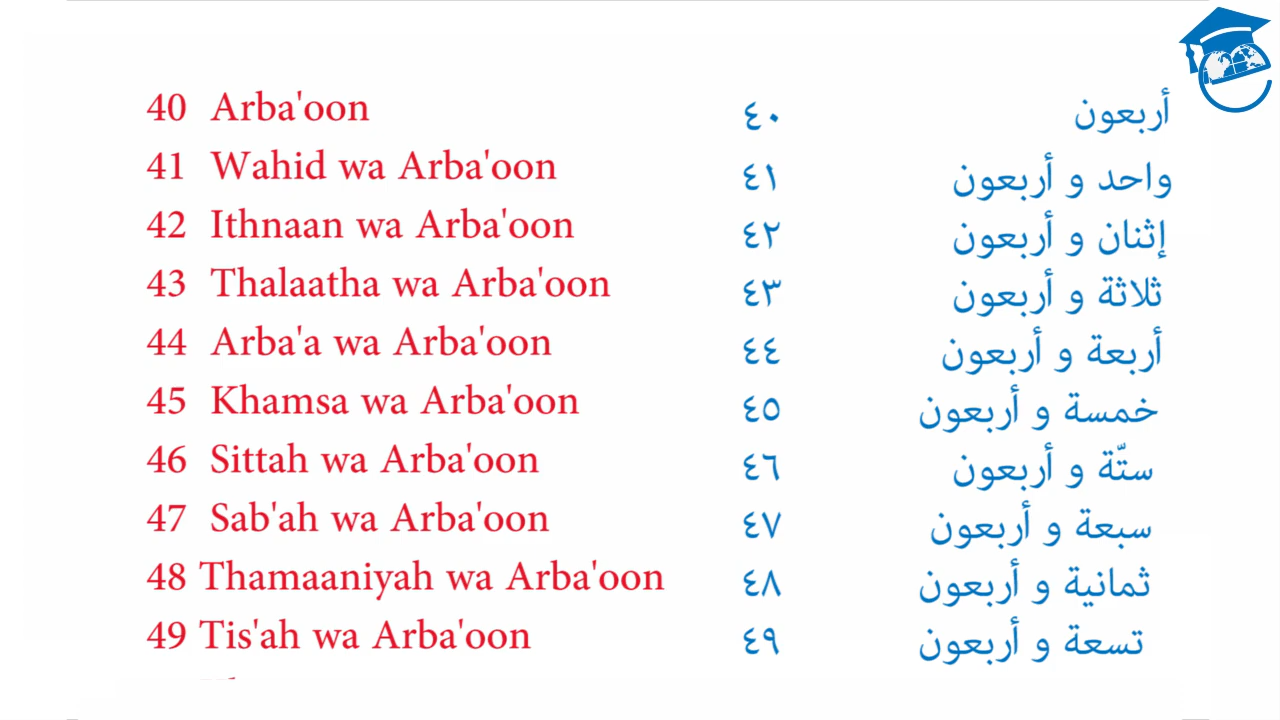 40 Arba'oon ٤٠ أربعون
41 Wahid wa Arba'oon ٤١ واحد و أربعون
42 Ithnaan wa Arba'oon ٤٢ إثنان و أربعون
43 Thalaatha wa Arba'oon ٤٣ ثلاثة و أربعون
44 Arba'a wa Arba'oon ٤٤ أربعة و أربعون
45 Khamsa wa Arba'oon ٤٥ خمسة و أربعون
46 Sittah wa Arba'oon ٤٦ ستّة و أربعون
47 Sab'ah wa Arba'oon ٤٧ سبعة و أربعون
48 Thamaaniyah wa Arba'oon ٤٨ ثمانية و أربعون
49 Tis'ah wa Arba'oon ٤٩ تسعة و أربعون